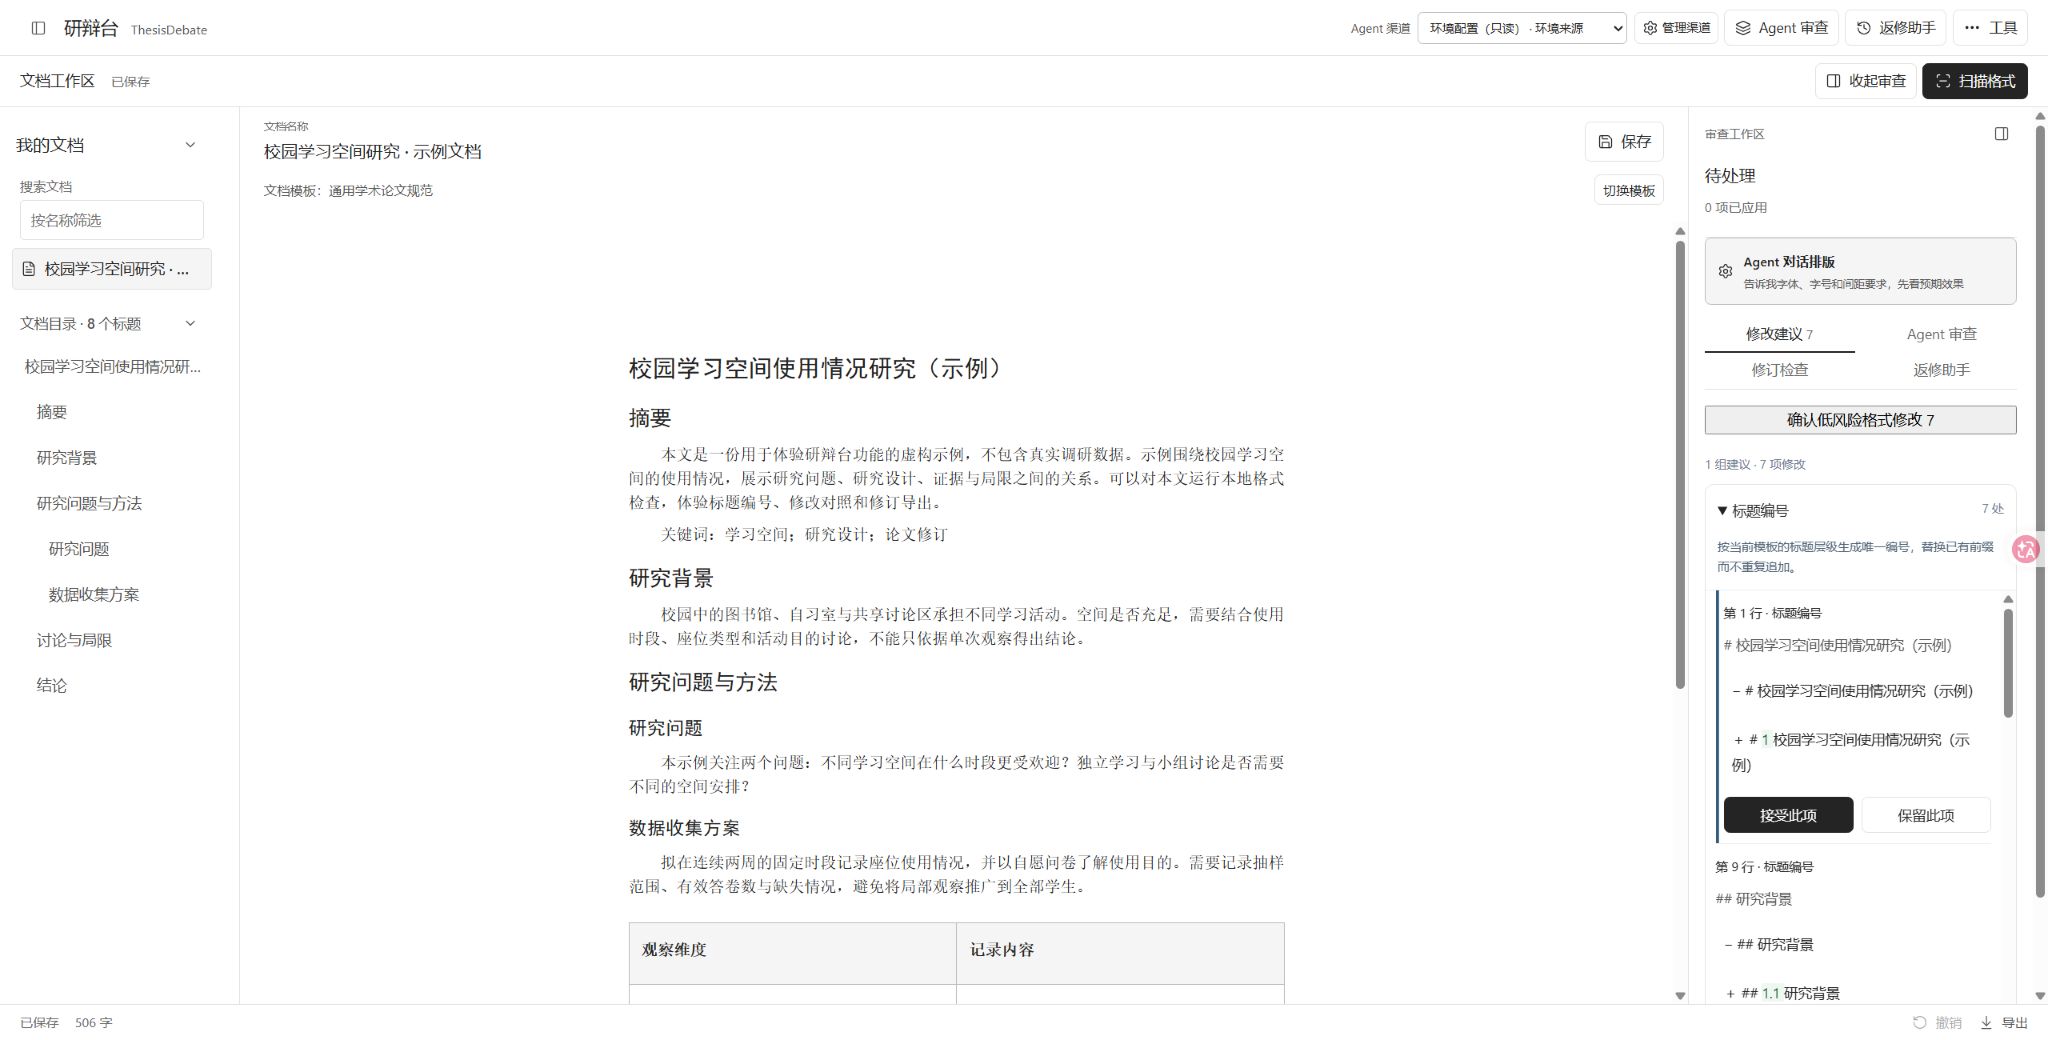 研辩台 ThesisDebate
Agent 渠道
环境配置（只读）· 环境来源
管理渠道
Agent 审查
返修助手
工具
文档工作区 已保存
收起审查
扫描格式
我的文档
搜索文档
按名称筛选
校园学习空间研究 · ...
文档目录 · 8 个标题
校园学习空间使用情况研...
摘要
研究背景
研究问题与方法
研究问题
数据收集方案
讨论与局限
结论
文档名称
校园学习空间研究 · 示例文档
保存
文档模板：通用学术论文规范
切换模板
校园学习空间使用情况研究（示例）
摘要
本文是一份用于体验研辩台功能的虚构示例，不包含真实调研数据。示例围绕校园学习空
间的使用情况，展示研究问题、研究设计、证据与局限之间的关系。可以对本文运行本地格式
检查，体验标题编号、修改对照和修订导出。
关键词：学习空间；研究设计；论文修订
研究背景
校园中的图书馆、自习室与共享讨论区承担不同学习活动。空间是否充足，需要结合使用
时段、座位类型和活动目的讨论，不能只依据单次观察得出结论。
研究问题与方法
研究问题
本示例关注两个问题：不同学习空间在什么时段更受欢迎？独立学习与小组讨论是否需要
不同的空间安排？
数据收集方案
拟在连续两周的固定时段记录座位使用情况，并以自愿问卷了解使用目的。需要记录抽样
范围、有效答卷数与缺失情况，避免将局部观察推广到全部学生。
观察维度 记录内容
审查工作区
待处理
0 项已应用
Agent 对话排版
告诉我字体、字号和间距要求，先看预期效果
修改建议 7
Agent 审查
修订检查
返修助手
确认低风险格式修改 7
1 组建议 · 7 项修改
▼ 标题编号 7 处
按当前模板的标题层级生成唯一编号，替换已有前缀
而不重复追加。
第 1 行 · 标题编号
# 校园学习空间使用情况研究（示例）
− # 校园学习空间使用情况研究（示例）
+ # 1 校园学习空间使用情况研究（示
例）
接受此项
保留此项
第 9 行 · 标题编号
## 研究背景
− ## 研究背景
+ ## 1.1 研究背景
已保存 506 字
撤销
导出